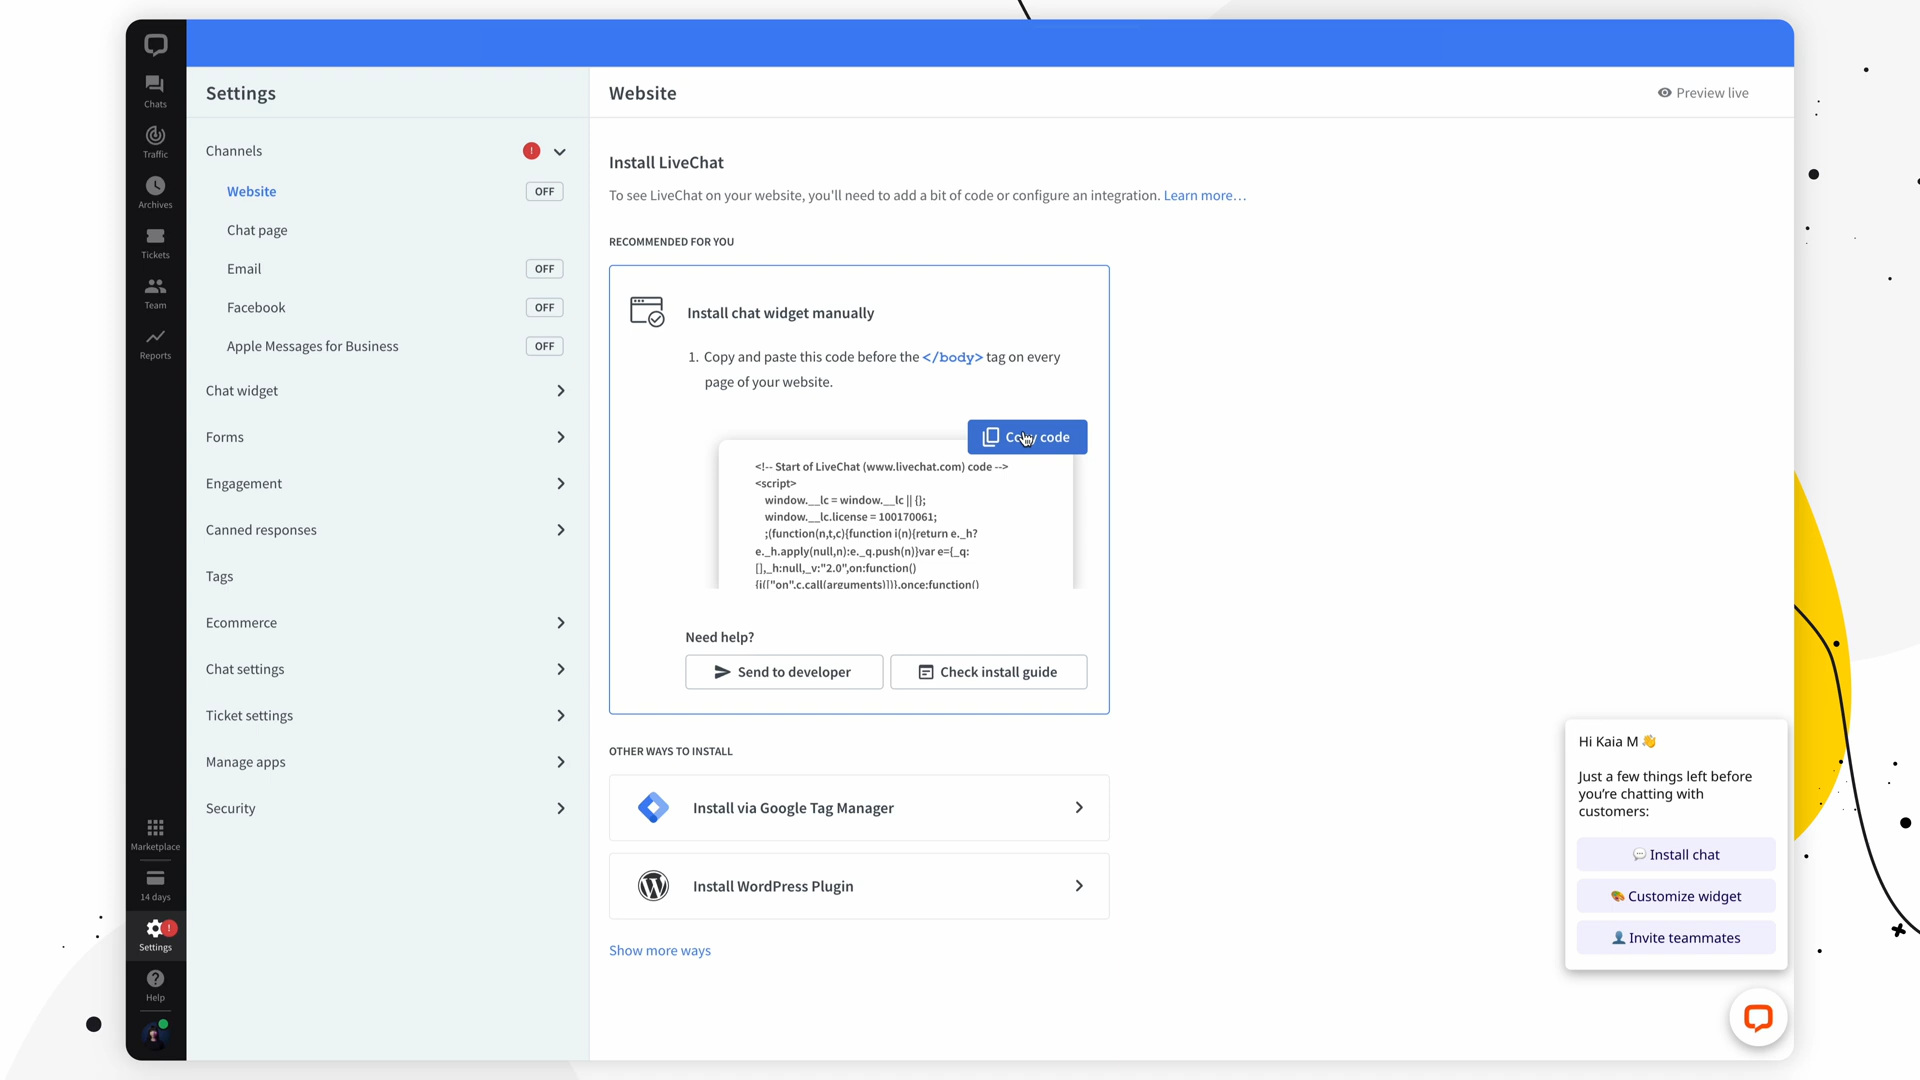 Chats
Traffic
Archives
Tickets
Team
Reports
Marketplace
14 days
!
Settings
Help
Settings
Channels
!
Website OFF
Chat page
Email OFF
Facebook OFF
Apple Messages for Business OFF
Chat widget
Forms
Engagement
Canned responses
Tags
Ecommerce
Chat settings
Ticket settings
Manage apps
Security
Website
Preview live
Install LiveChat
To see LiveChat on your website, you'll need to add a bit of code or configure an integration. Learn more...
RECOMMENDED FOR YOU
Install chat widget manually
1. Copy and paste this code before the </body> tag on every
page of your website.
Copy code
<!-- Start of LiveChat (www.livechat.com) code -->
<script>
window.__lc = window.__lc || {};
window.__lc.license = 100170061;
;(function(n,t,c){function i(n){return e._h?
e._h.apply(null,n):e._q.push(n)}var e={_q:
[],_h:null,_v:"2.0",on:function()
{i(["on",c.call(arguments)])},once:function()
Need help?
Send to developer
Check install guide
OTHER WAYS TO INSTALL
Install via Google Tag Manager
Install WordPress Plugin
Show more ways
Hi Kaia M 👋
Just a few things left before
you're chatting with
customers:
💬 Install chat
🎨 Customize widget
👤 Invite teammates